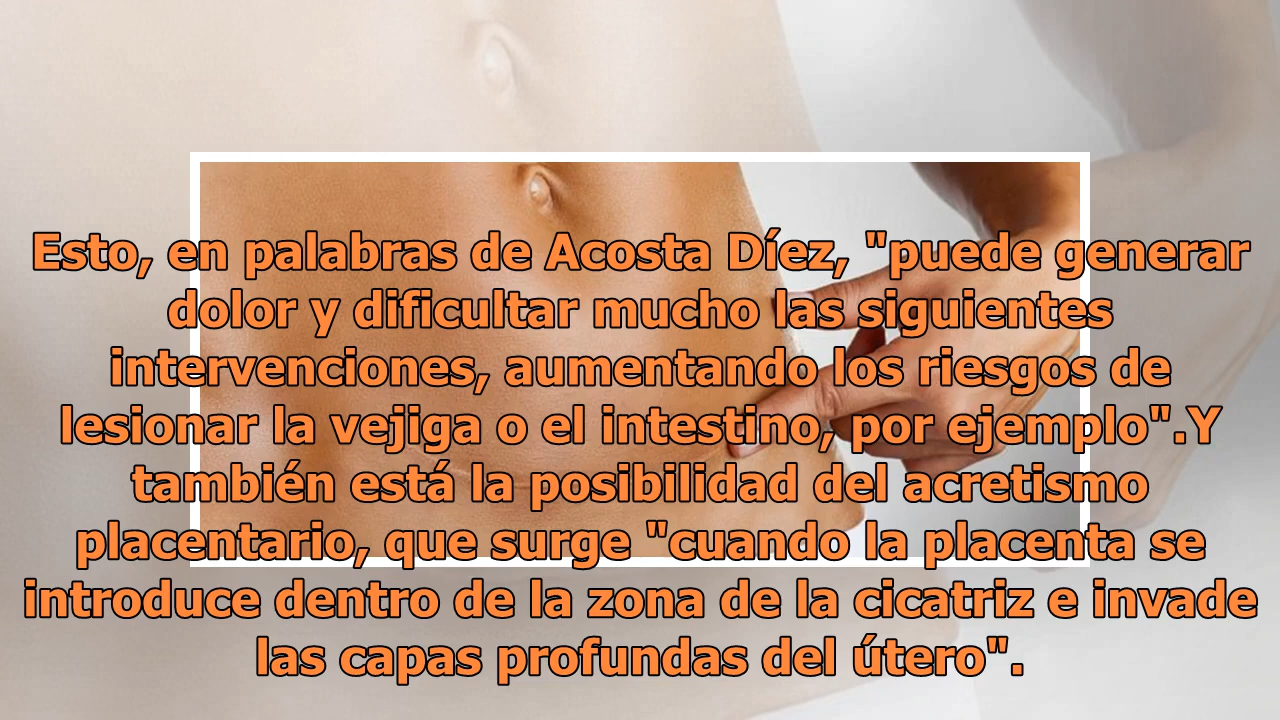 Esto, en palabras de Acosta Díez, "puede generar
dolor y dificultar mucho las siguientes
intervenciones, aumentando los riesgos de
lesionar la vejiga o el intestino, por ejemplo".Y
también está la posibilidad del acretismo
placentario, que surge "cuando la placenta se
introduce dentro de la zona de la cicatriz e invade
las capas profundas del útero".